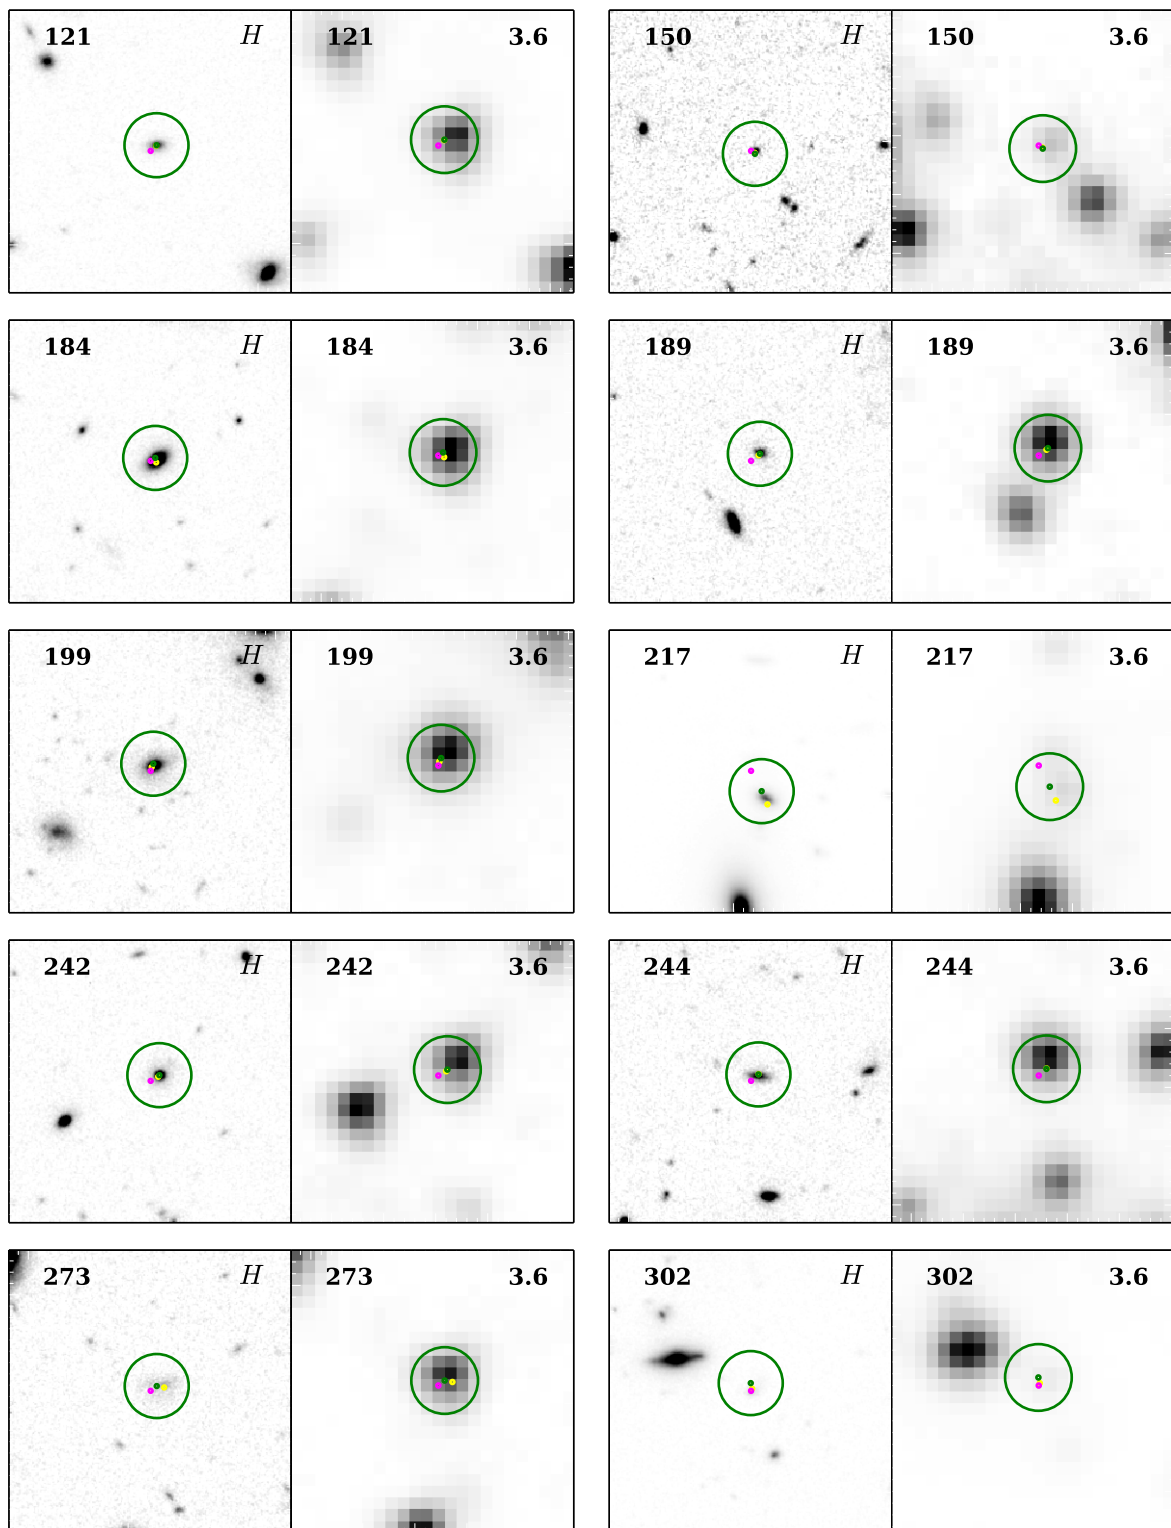 121 H 121 3.6 150 H 150 3.6
184 H 184 3.6 189 H 189 3.6
199 H 199 3.6 217 H 217 3.6
242 H 242 3.6 244 H 244 3.6
273 H 273 3.6 302 H 302 3.6